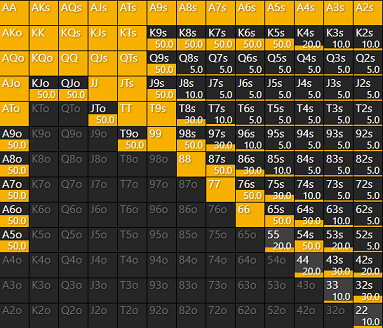 AA AKs AQs AJs ATs A9s A8s A7s A6s A5s A4s A3s A2s
AKo KK KQs KJs KTs K9s K8s K7s K6s K5s K4s K3s K2s
50.0 50.0 50.0 50.0 50.0 20.0 10.0 10.0
AQo KQo QQ QJs QTs Q9s Q8s Q7s Q6s Q5s Q4s Q3s Q2s
50.0 5.0 5.0 5.0 5.0 5.0 5.0 5.0
AJo KJo QJo JJ JTs J9s J8s J7s J6s J5s J4s J3s J2s
50.0 50.0 50.0 10.0 5.0 5.0 5.0 5.0 5.0 5.0
ATo KTo QTo JTo TT T9s T8s T7s T6s T5s T4s T3s T2s
50.0 30.0 10.0 5.0 5.0 5.0 5.0 5.0
A9o K9o Q9o J9o T9o 99 98s 97s 96s 95s 94s 93s 92s
50.0 50.0 50.0 30.0 10.0 5.0 5.0 5.0 5.0
A8o K8o Q8o J8o T8o 98o 88 87s 86s 85s 84s 83s 82s
50.0 50.0 30.0 10.0 5.0 5.0 5.0
A7o K7o Q7o J7o T7o 97o 87o 77 76s 75s 74s 73s 72s
50.0 50.0 30.0 10.0 5.0 5.0
A6o K6o Q6o J6o T6o 96o 86o 76o 66 65s 64s 63s 62s
50.0 50.0 30.0 10.0 5.0
A5o K5o Q5o J5o T5o 95o 85o 75o 65o 55 54s 53s 52s
50.0 20.0 50.0 20.0 30.0
A4o K4o Q4o J4o T4o 94o 84o 74o 64o 54o 44 43s 42s
20.0 30.0 20.0
A3o K3o Q3o J3o T3o 93o 83o 73o 63o 53o 43o 33 32s
10.0 30.0
A2o K2o Q2o J2o T2o 92o 82o 72o 62o 52o 42o 32o 22
10.0